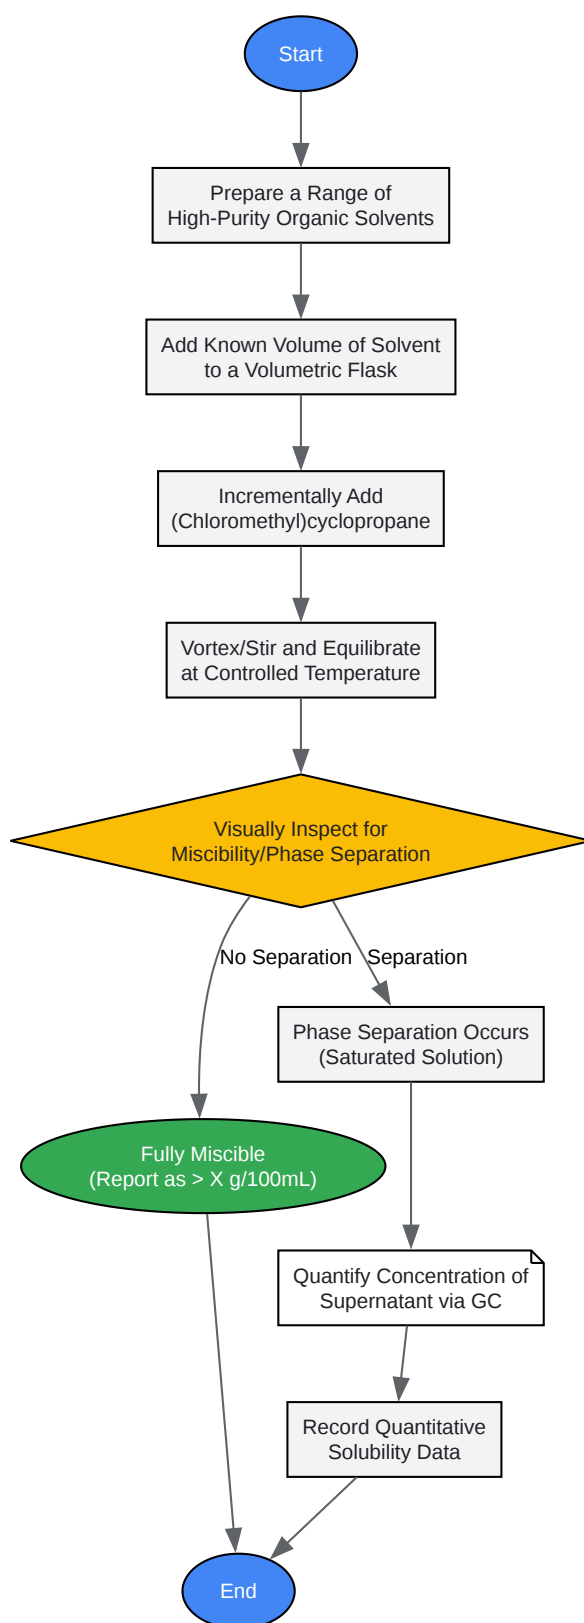 Start
Prepare a Range of
High-Purity Organic Solvents
Add Known Volume of Solvent
to a Volumetric Flask
Incrementally Add
(Chloromethyl)cyclopropane
Vortex/Stir and Equilibrate
at Controlled Temperature
Visually Inspect for
Miscibility/Phase Separation
No Separation
Separation
Phase Separation Occurs
(Saturated Solution)
Fully Miscible
(Report as > X g/100mL)
Quantify Concentration of
Supernatant via GC
Record Quantitative
Solubility Data
End